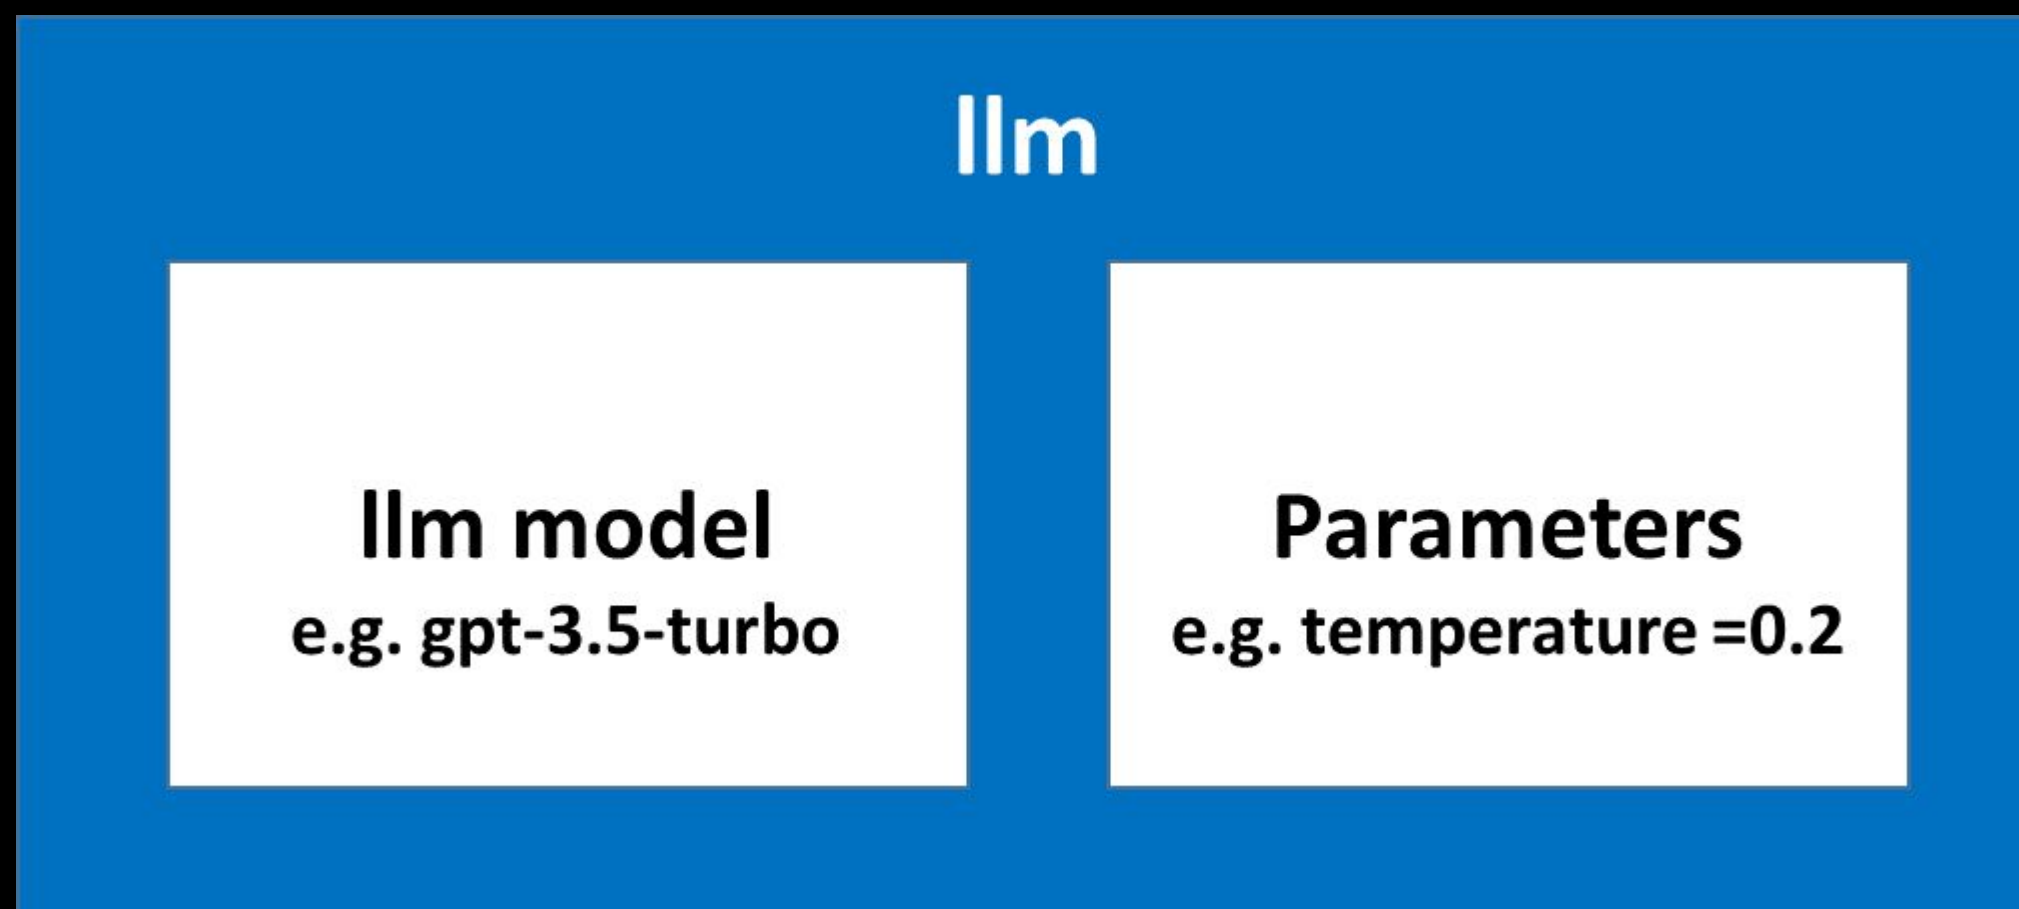 llm
llm model
e.g. gpt-3.5-turbo
Parameters
e.g. temperature =0.2